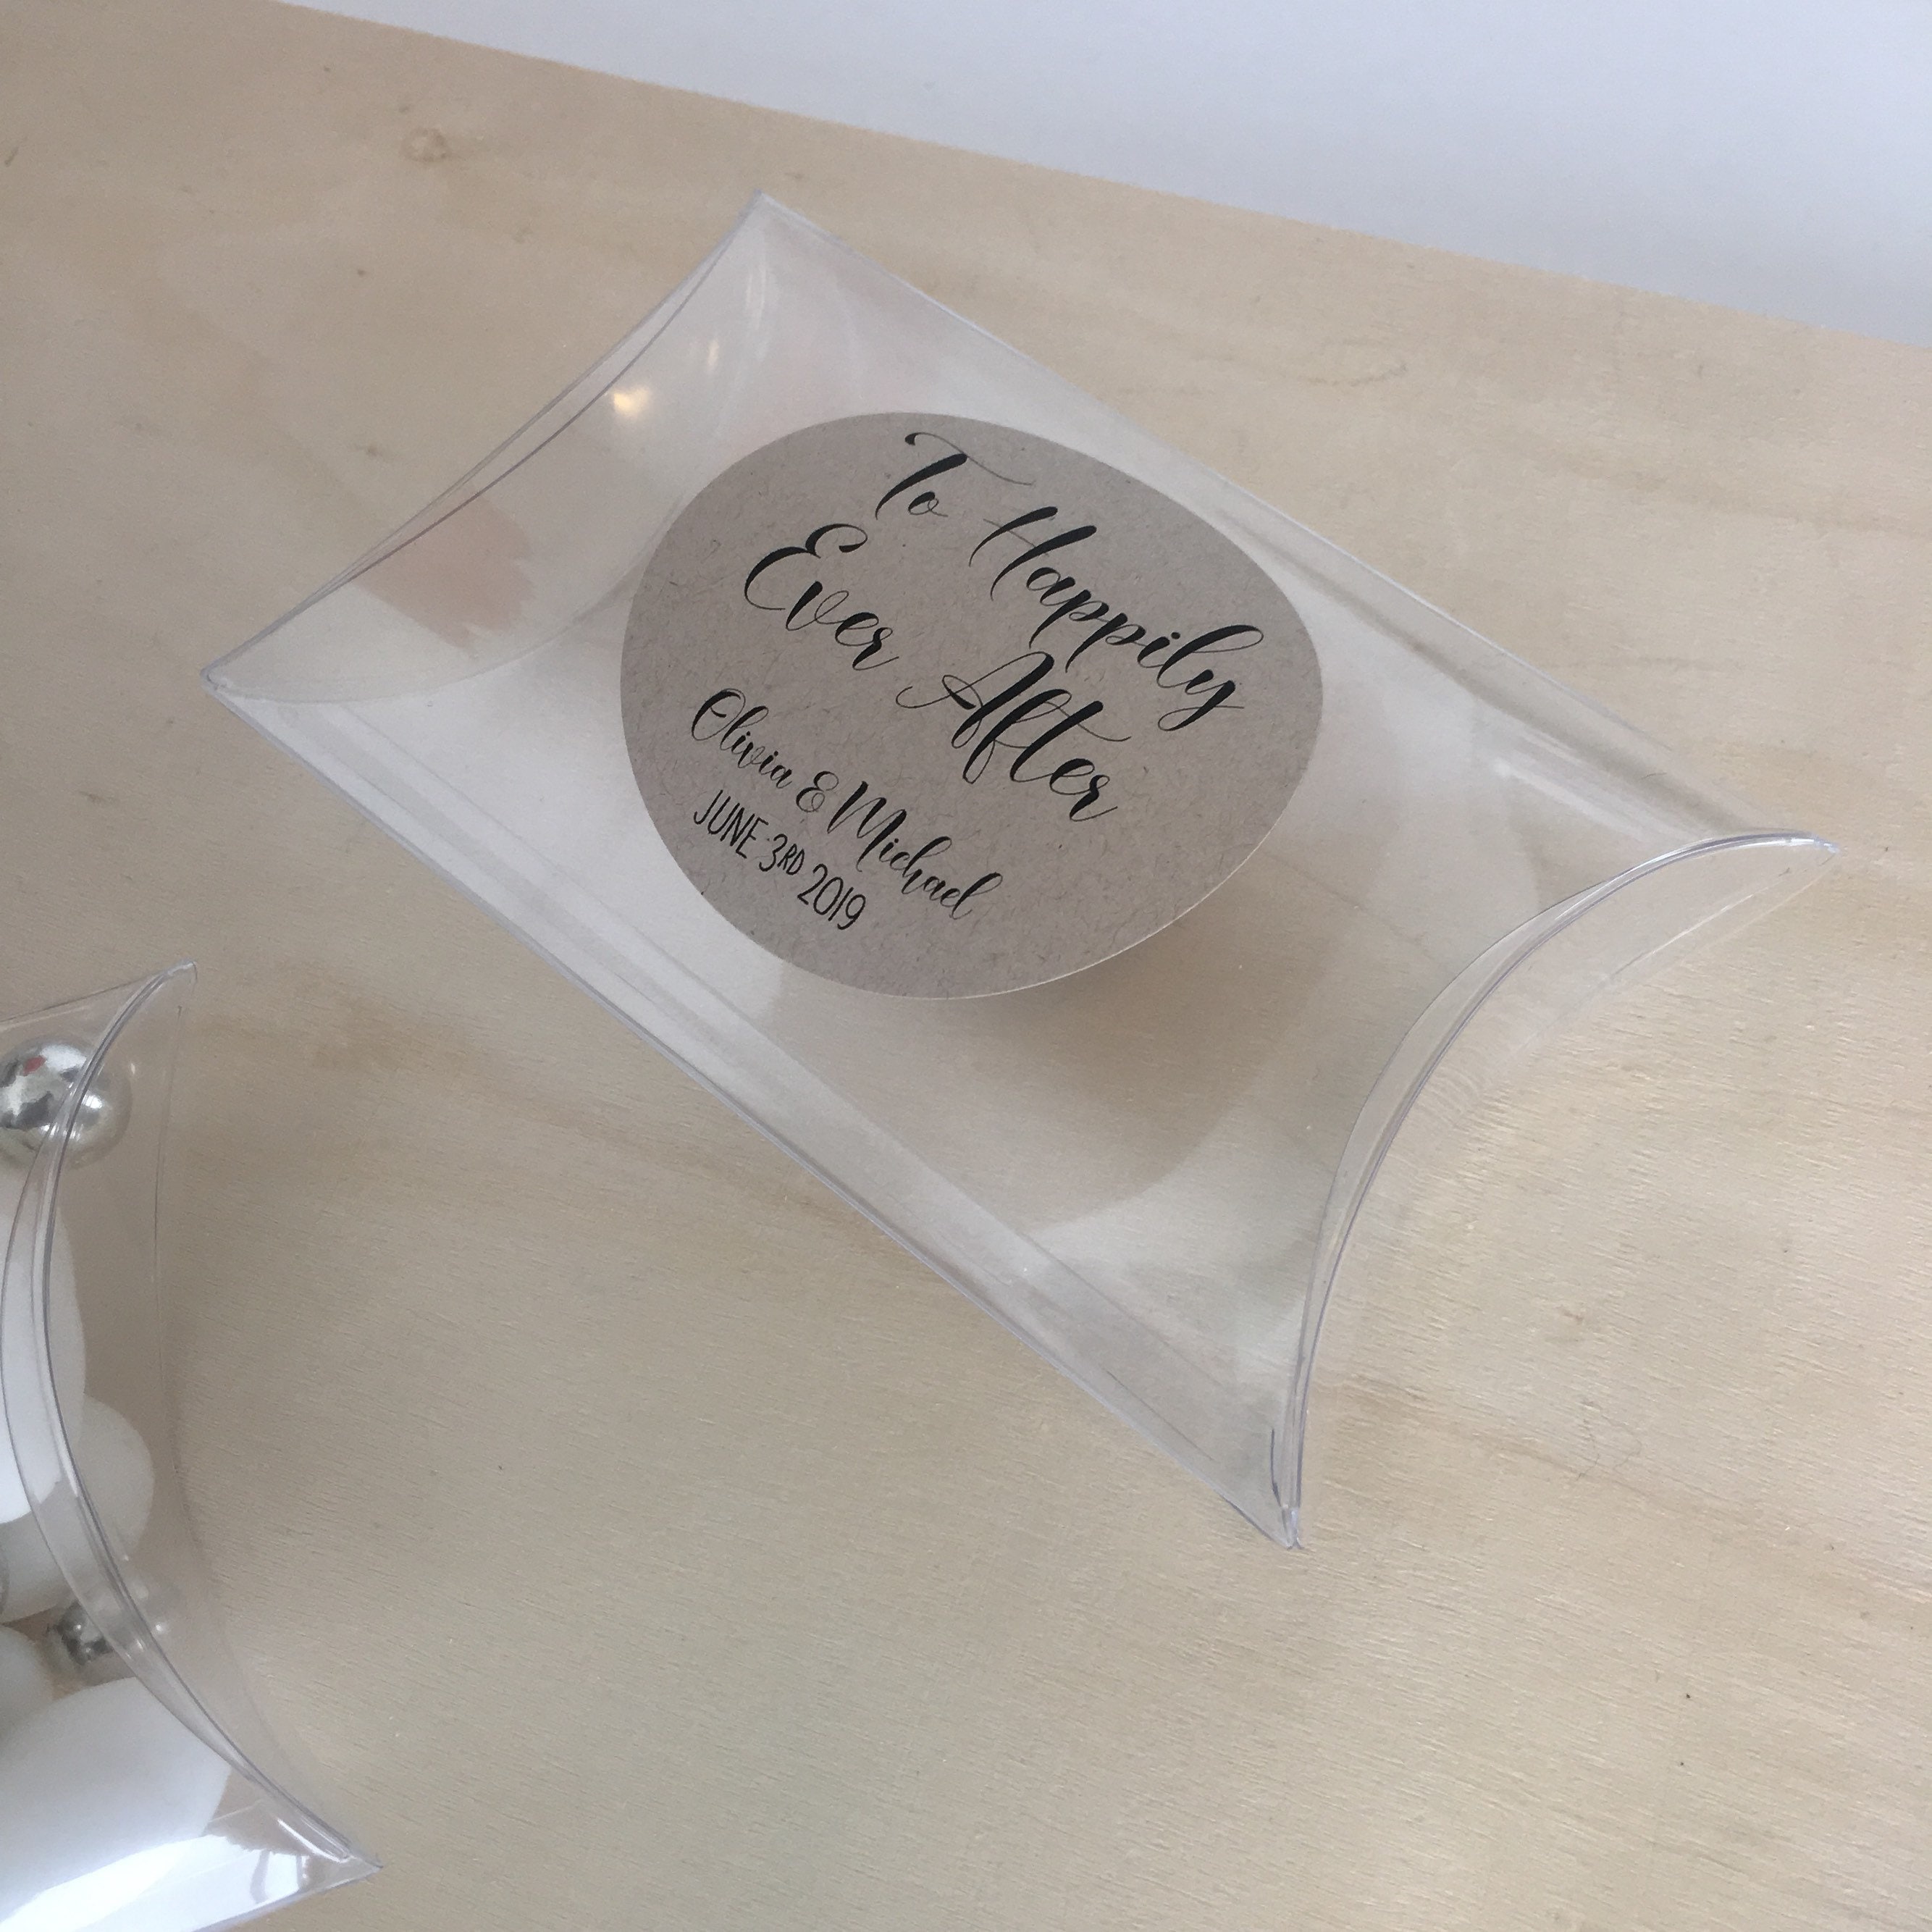 To Happily
Ever After
Olivia & Michael
JUNE 3RD 2019